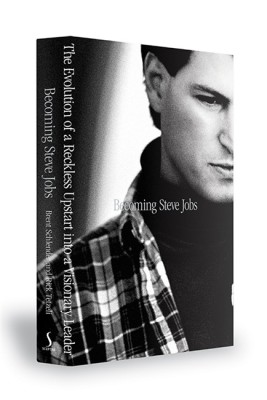 The Evolution of a Reckless Upstart into a Visionary Leader
Becoming Steve Jobs
Brent Schlender and Rick Tetzeli
Becoming Steve Jobs